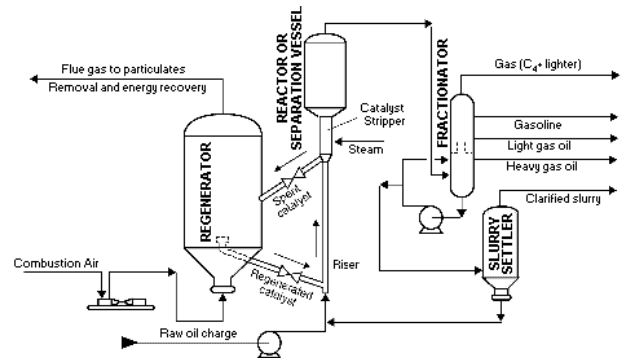 Flue gas to particulates
Removal and energy recovery
REACTOR OR
SEPARATION VESSEL
Catalyst
Stripper
Steam
FRACTIONATOR
Gas (C₄+ lighter)
Gasoline
Light gas oil
Heavy gas oil
Clarified slurry
REGENERATOR
Spent
catalyst
SLURRY
SETTLER
Combustion Air
Regenerated
catalyst
Riser
Raw oil charge